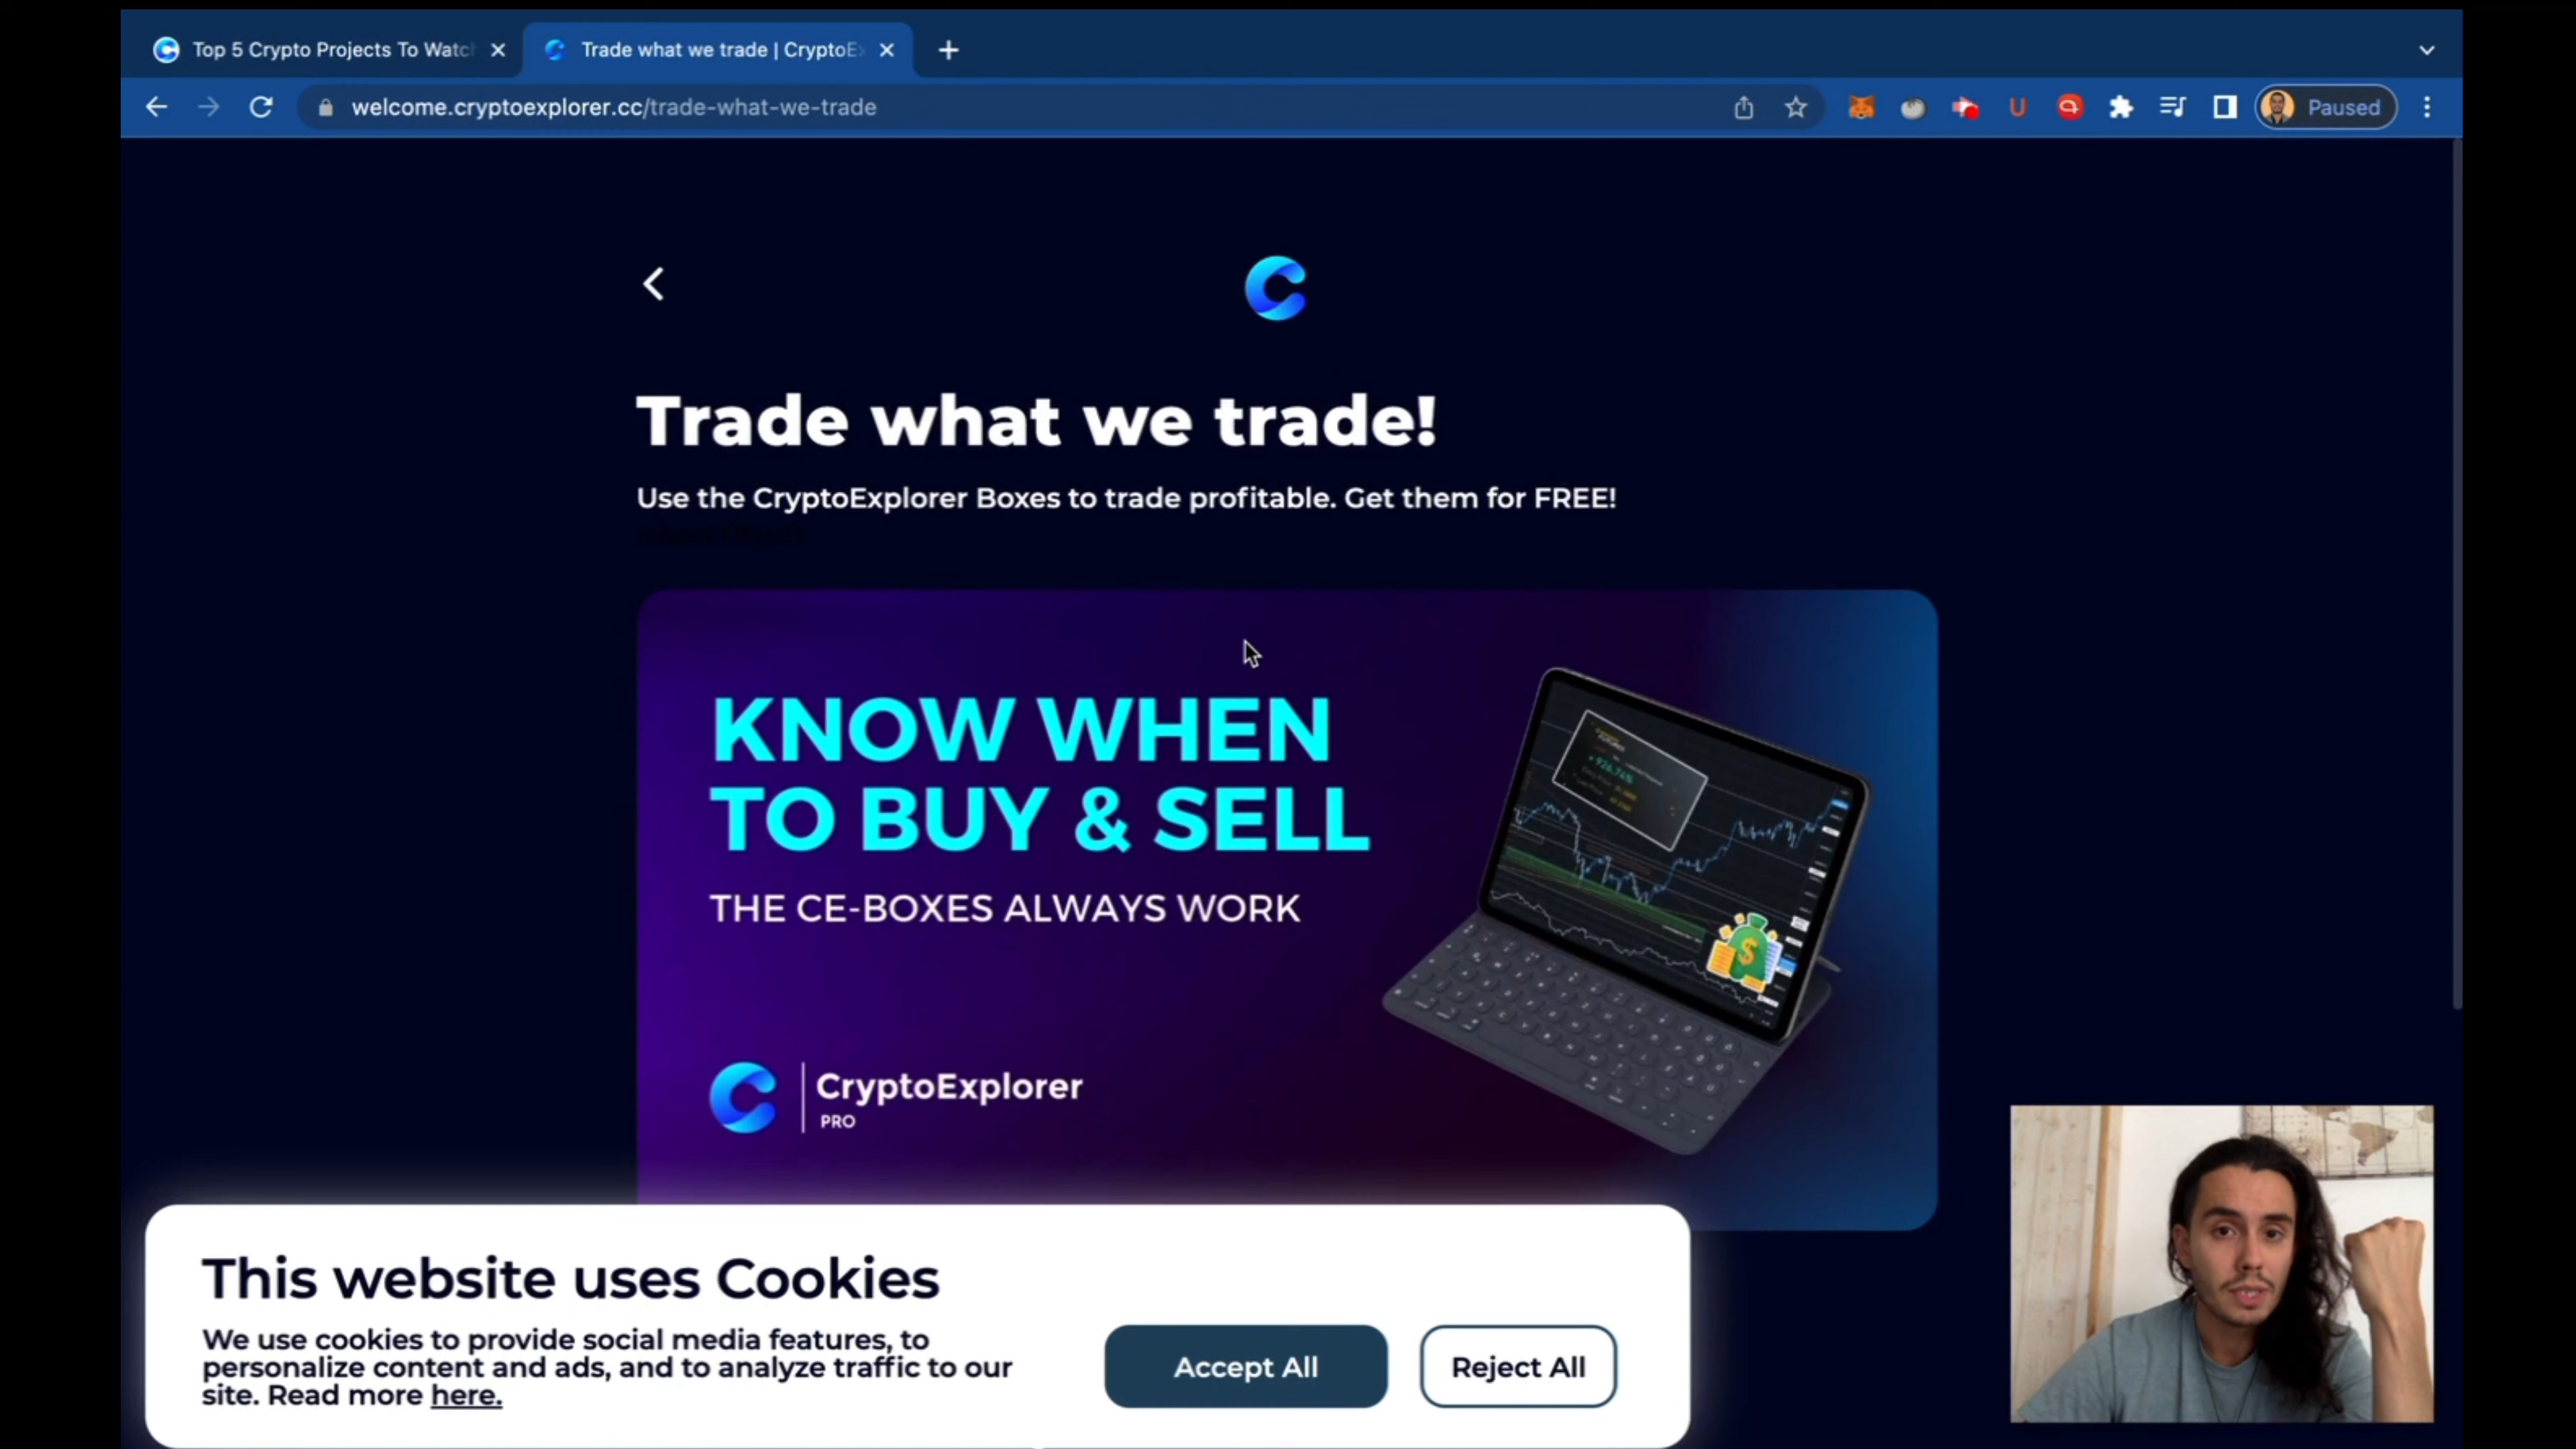 Top 5 Crypto Projects To Watch
Trade what we trade | CryptoEx
welcome.cryptoexplorer.cc/trade-what-we-trade
Paused
Trade what we trade!
Use the CryptoExplorer Boxes to trade profitable. Get them for FREE!
KNOW WHEN
TO BUY & SELL
THE CE-BOXES ALWAYS WORK
CryptoExplorer
PRO
This website uses Cookies
We use cookies to provide social media features, to
personalize content and ads, and to analyze traffic to our
site. Read more here.
Accept All
Reject All